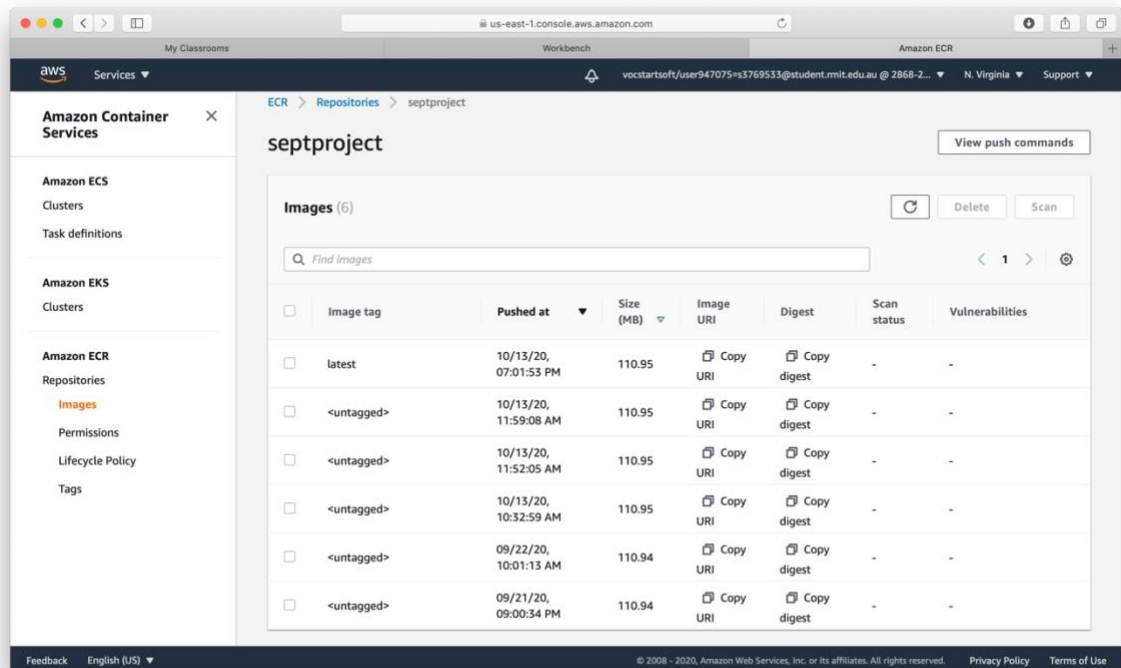 us-east-1.console.aws.amazon.com
My Classrooms
Workbench
Amazon ECR
aws
Services
vocstartsoft/user947075=s3769533@student.rmit.edu.au @ 2868-2...
N. Virginia
Support
Amazon Container
Services
Amazon ECS
Clusters
Task definitions
Amazon EKS
Clusters
Amazon ECR
Repositories
Images
Permissions
Lifecycle Policy
Tags
ECR > Repositories > septproject
septproject
View push commands
Images (6)
Delete
Scan
Find images
1
Image tag
Pushed at
Size
(MB)
Image
URI
Digest
Scan
status
Vulnerabilities
latest
10/13/20,
07:01:53 PM
110.95
Copy
URI
Copy
digest
-
-
<untagged>
10/13/20,
11:59:08 AM
110.95
Copy
URI
Copy
digest
-
-
<untagged>
10/13/20,
11:52:05 AM
110.95
Copy
URI
Copy
digest
-
-
<untagged>
10/13/20,
10:32:59 AM
110.95
Copy
URI
Copy
digest
-
-
<untagged>
09/22/20,
10:01:13 AM
110.94
Copy
URI
Copy
digest
-
-
<untagged>
09/21/20,
09:00:34 PM
110.94
Copy
URI
Copy
digest
-
-
Feedback
English (US)
© 2008 - 2020, Amazon Web Services, Inc. or its affiliates. All rights reserved.
Privacy Policy
Terms of Use